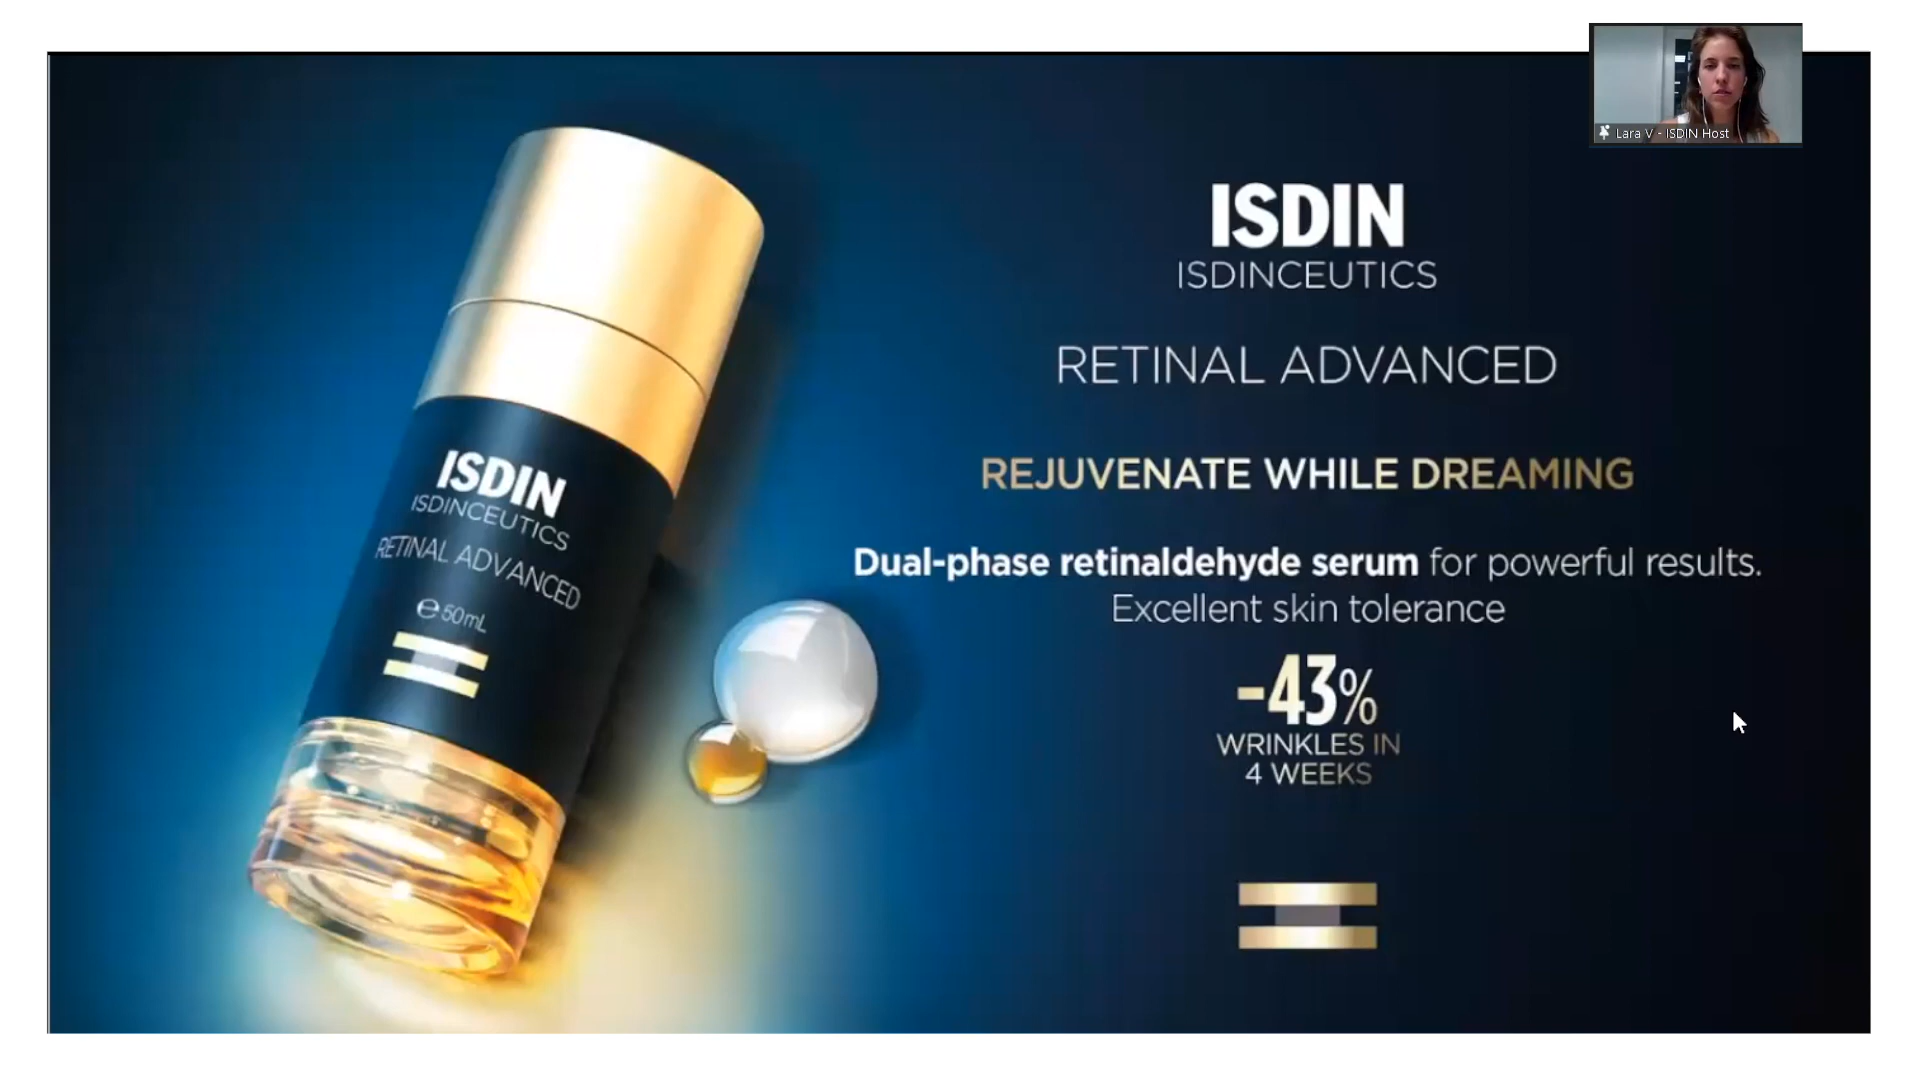 Lara V - ISDIN Host
ISDIN
ISDINCEUTICS
RETINAL ADVANCED
REJUVENATE WHILE DREAMING
Dual-phase retinaldehyde serum for powerful results.
Excellent skin tolerance
-43%
WRINKLES IN
4 WEEKS
ISDIN
ISDINCEUTICS
RETINAL ADVANCED
℮ 50mL